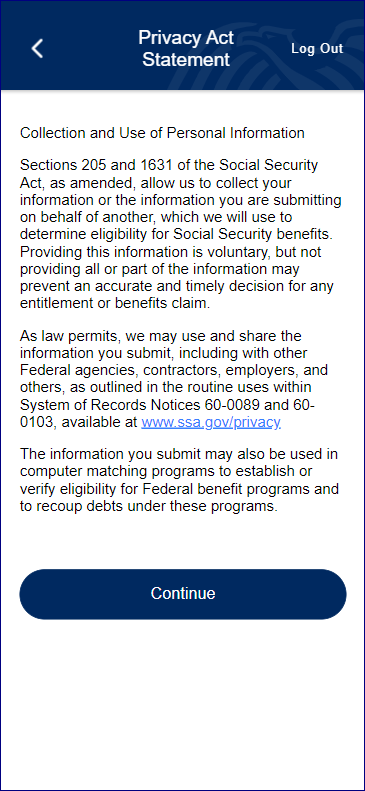 Privacy Act
Statement
Log Out
Collection and Use of Personal Information
Sections 205 and 1631 of the Social Security
Act, as amended, allow us to collect your
information or the information you are submitting
on behalf of another, which we will use to
determine eligibility for Social Security benefits.
Providing this information is voluntary, but not
providing all or part of the information may
prevent an accurate and timely decision for any
entitlement or benefits claim.
As law permits, we may use and share the
information you submit, including with other
Federal agencies, contractors, employers, and
others, as outlined in the routine uses within
System of Records Notices 60-0089 and 60-
0103, available at www.ssa.gov/privacy
The information you submit may also be used in
computer matching programs to establish or
verify eligibility for Federal benefit programs and
to recoup debts under these programs.
Continue